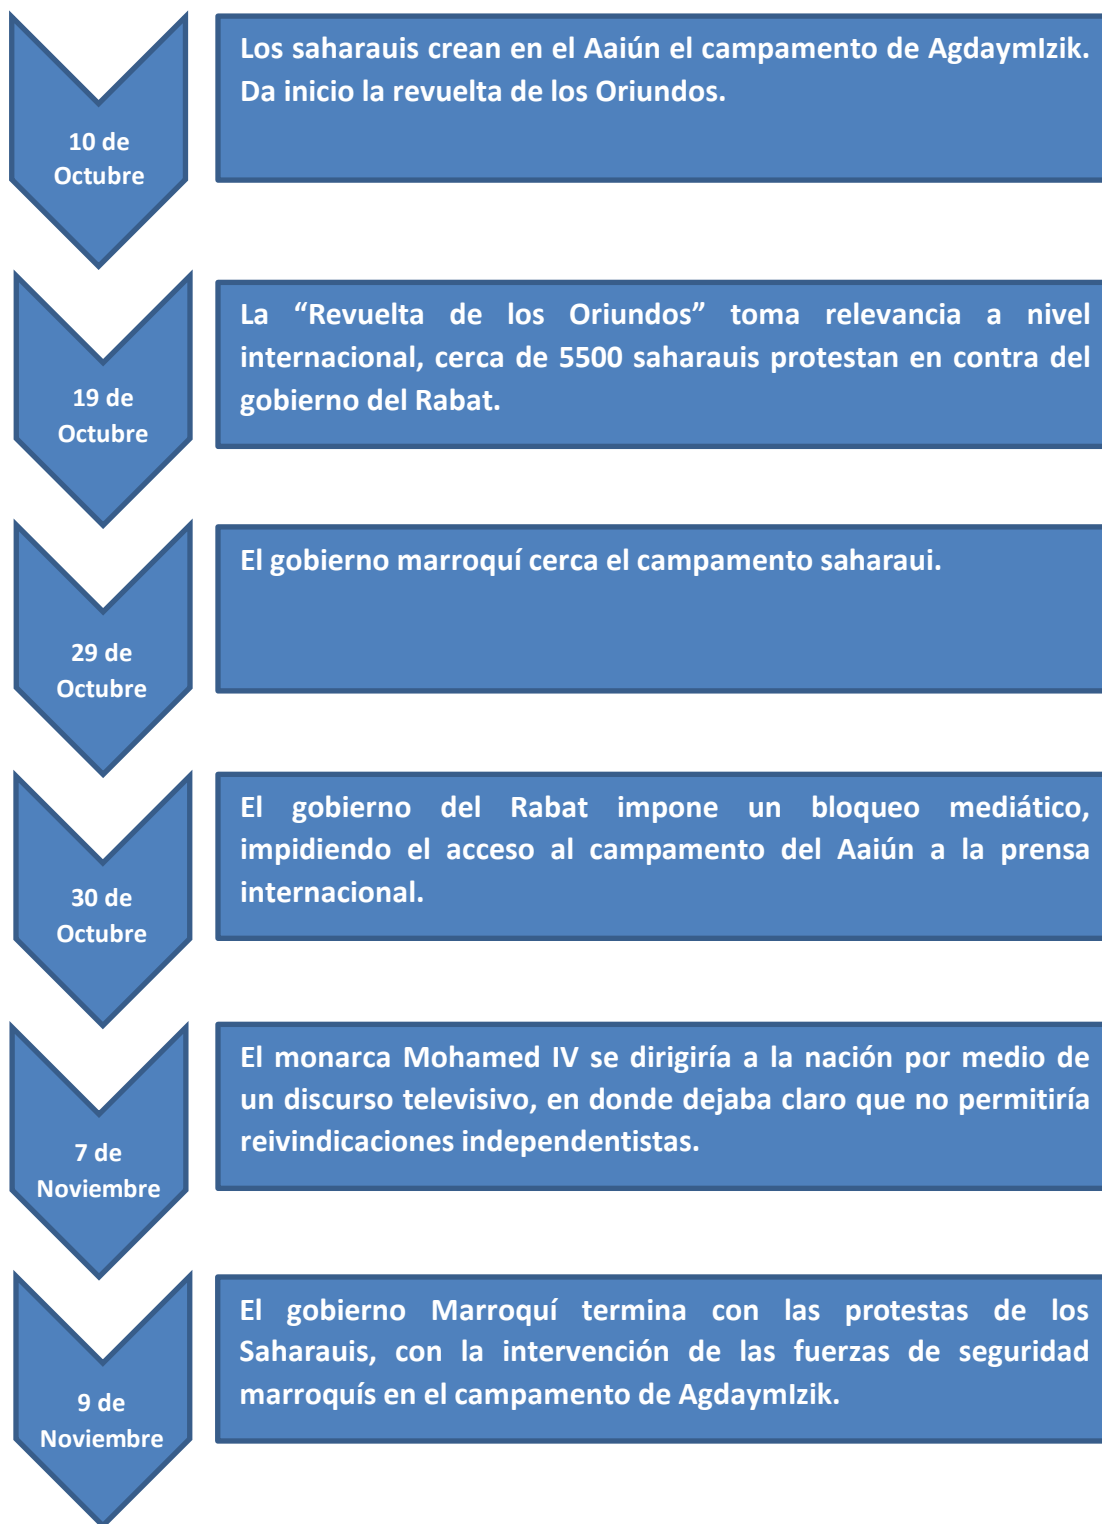 10 de
Octubre
Los saharauis crean en el Aaiún el campamento de AgdaymIzik.
Da inicio la revuelta de los Oriundos.
19 de
Octubre
La “Revuelta de los Oriundos” toma relevancia a nivel
internacional, cerca de 5500 saharauis protestan en contra del
gobierno del Rabat.
29 de
Octubre
El gobierno marroquí cerca el campamento saharaui.
30 de
Octubre
El gobierno del Rabat impone un bloqueo mediático,
impidiendo el acceso al campamento del Aaiún a la prensa
internacional.
7 de
Noviembre
El monarca Mohamed IV se dirigiría a la nación por medio de
un discurso televisivo, en donde dejaba claro que no permitiría
reivindicaciones independentistas.
9 de
Noviembre
El gobierno Marroquí termina con las protestas de los
Saharauis, con la intervención de las fuerzas de seguridad
marroquís en el campamento de AgdaymIzik.